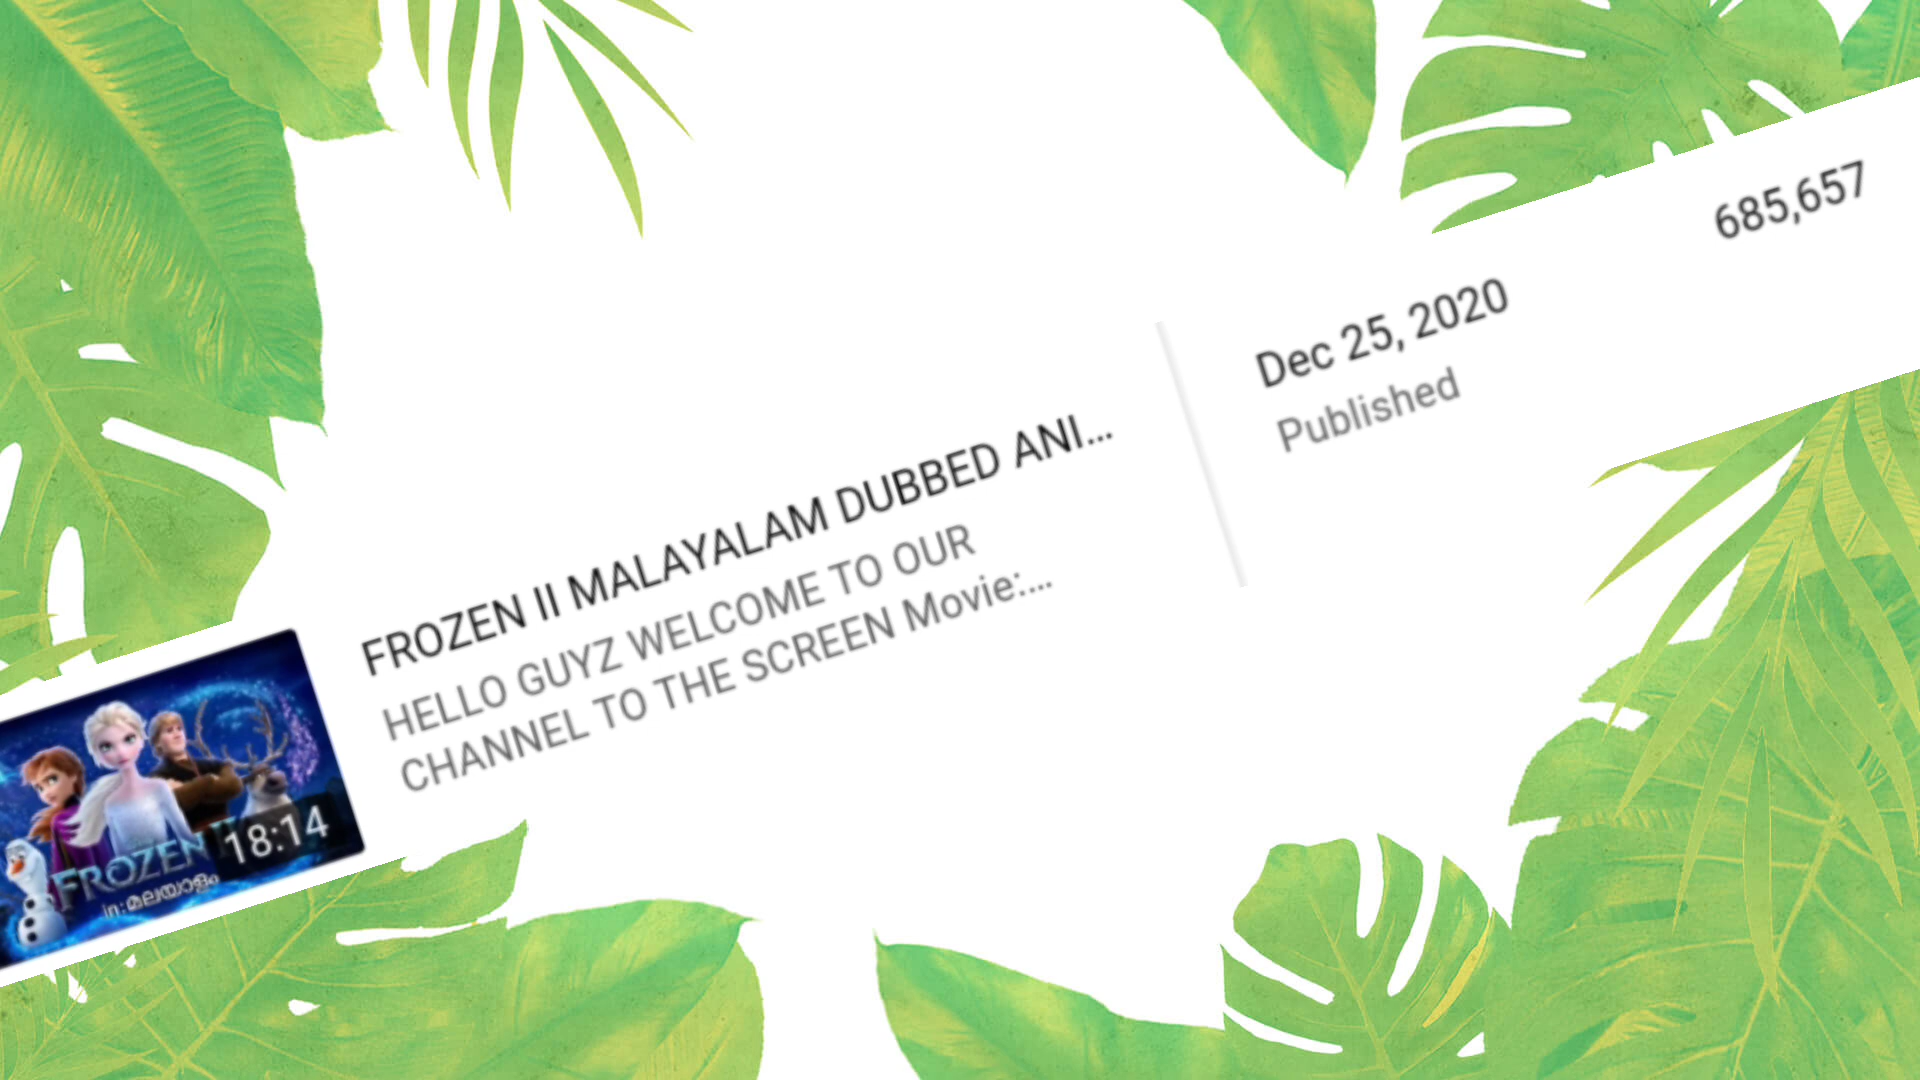 FROZEN II MALAYALAM DUBBED ANI...
HELLO GUYZ WELCOME TO OUR
CHANNEL TO THE SCREEN Movie:...
Dec 25, 2020
Published
685,657
FROZEN II
in:മലയാളം
18:14